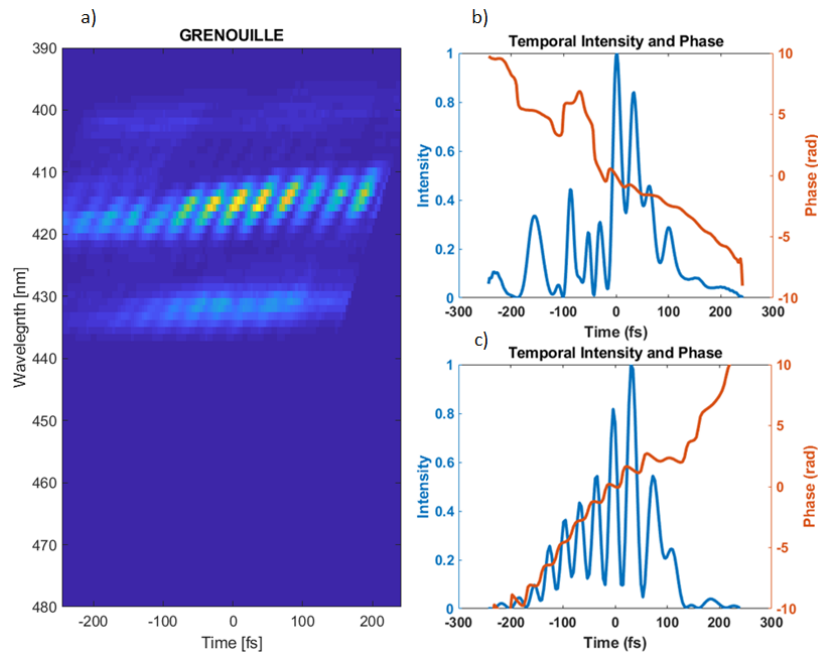 a)
GRENOUILLE
390
400
410
420
430
440
450
460
470
480
Wavelegnth [nm]
-200 -100 0 100 200
Time [fs]
b)
Temporal Intensity and Phase
1
0.8
0.6
0.4
0.2
0
Intensity
10
5
0
-5
-10
Phase (rad)
-300 -200 -100 0 100 200 300
Time (fs)
c)
Temporal Intensity and Phase
1
0.8
0.6
0.4
0.2
0
Intensity
10
5
0
-5
-10
Phase (rad)
-300 -200 -100 0 100 200 300
Time (fs)